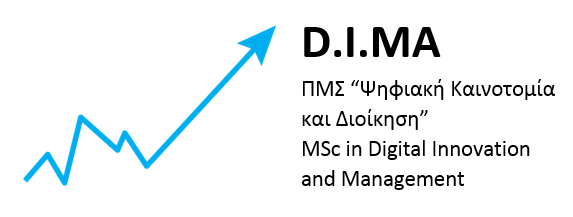 D.I.MA
ΠΜΣ “Ψηφιακή Καινοτομία
και Διοίκηση”
MSc in Digital Innovation
and Management